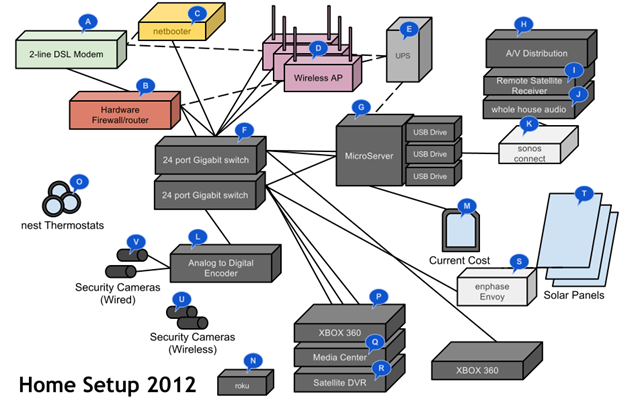 A
C
netbooter
2-line DSL Modem
D
Wireless AP
E
UPS
H
A/V Distribution
I
Remote Satellite
Receiver
J
whole house audio
B
Hardware
Firewall/router
F
24 port Gigabit switch
24 port Gigabit switch
G
MicroServer
USB Drive
USB Drive
USB Drive
K
sonos
connect
O
nest Thermostats
M
Current Cost
T
Solar Panels
L
Analog to Digital
Encoder
V
Security Cameras
(Wired)
S
enphase
Envoy
U
Security Cameras
(Wireless)
P
XBOX 360
Q
Media Center
R
Satellite DVR
XBOX 360
N
roku
Home Setup 2012